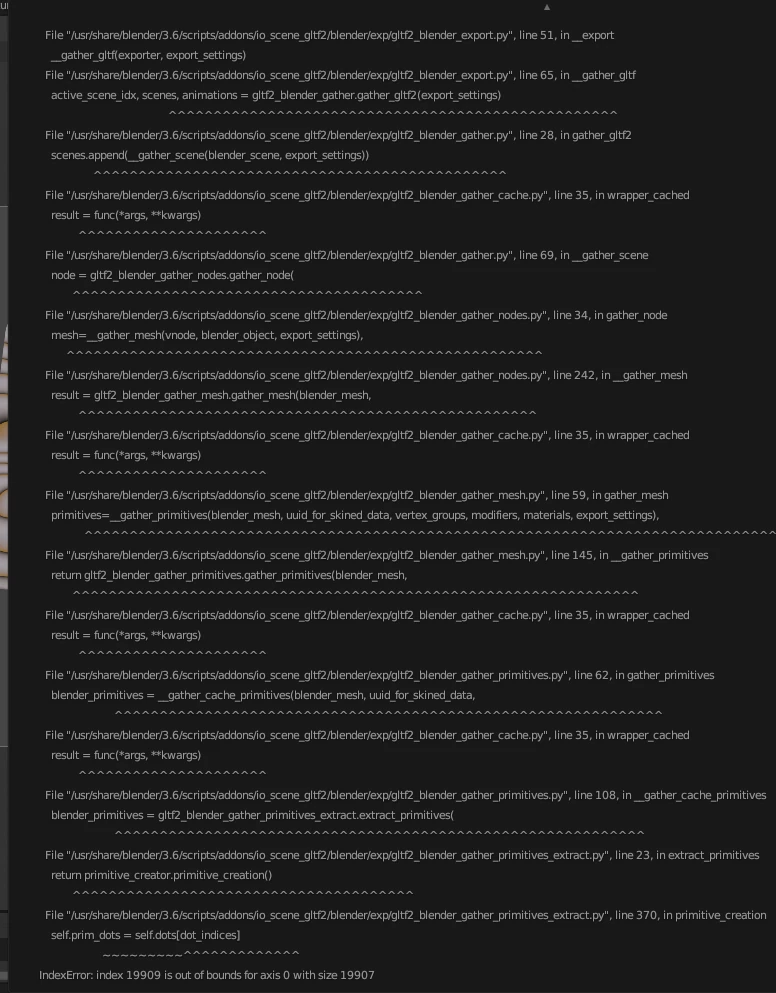 File "/usr/share/blender/3.6/scripts/addons/io_scene_gltf2/blender/exp/gltf2_blender_export.py", line 51, in __export
__gather_gltf(exporter, export_settings)
File "/usr/share/blender/3.6/scripts/addons/io_scene_gltf2/blender/exp/gltf2_blender_export.py", line 65, in __gather_gltf
active_scene_idx, scenes, animations = gltf2_blender_gather.gather_gltf2(export_settings)
^^^^^^^^^^^^^^^^^^^^^^^^^^^^^^^^^^^^^^^^^^^^^^^^^^
File "/usr/share/blender/3.6/scripts/addons/io_scene_gltf2/blender/exp/gltf2_blender_gather.py", line 28, in gather_gltf2
scenes.append(__gather_scene(blender_scene, export_settings))
^^^^^^^^^^^^^^^^^^^^^^^^^^^^^^^^^^^^^^^^^^^^^^
File "/usr/share/blender/3.6/scripts/addons/io_scene_gltf2/blender/exp/gltf2_blender_gather_cache.py", line 35, in wrapper_cached
result = func(*args, **kwargs)
^^^^^^^^^^^^^^^^^^^^^
File "/usr/share/blender/3.6/scripts/addons/io_scene_gltf2/blender/exp/gltf2_blender_gather.py", line 69, in __gather_scene
node = gltf2_blender_gather_nodes.gather_node(
^^^^^^^^^^^^^^^^^^^^^^^^^^^^^^^^^^^^^^^
File "/usr/share/blender/3.6/scripts/addons/io_scene_gltf2/blender/exp/gltf2_blender_gather_nodes.py", line 34, in gather_node
mesh=__gather_mesh(vnode, blender_object, export_settings),
^^^^^^^^^^^^^^^^^^^^^^^^^^^^^^^^^^^^^^^^^^^^^^^^^^^^^
File "/usr/share/blender/3.6/scripts/addons/io_scene_gltf2/blender/exp/gltf2_blender_gather_nodes.py", line 242, in __gather_mesh
result = gltf2_blender_gather_mesh.gather_mesh(blender_mesh,
^^^^^^^^^^^^^^^^^^^^^^^^^^^^^^^^^^^^^^^^^^^^^^^^^^^
File "/usr/share/blender/3.6/scripts/addons/io_scene_gltf2/blender/exp/gltf2_blender_gather_cache.py", line 35, in wrapper_cached
result = func(*args, **kwargs)
^^^^^^^^^^^^^^^^^^^^^
File "/usr/share/blender/3.6/scripts/addons/io_scene_gltf2/blender/exp/gltf2_blender_gather_mesh.py", line 59, in gather_mesh
primitives=__gather_primitives(blender_mesh, uuid_for_skined_data, vertex_groups, modifiers, materials, export_settings),
^^^^^^^^^^^^^^^^^^^^^^^^^^^^^^^^^^^^^^^^^^^^^^^^^^^^^^^^^^^^^^^^^^^^^^^^^^^^^
File "/usr/share/blender/3.6/scripts/addons/io_scene_gltf2/blender/exp/gltf2_blender_gather_mesh.py", line 145, in __gather_primitives
return gltf2_blender_gather_primitives.gather_primitives(blender_mesh,
^^^^^^^^^^^^^^^^^^^^^^^^^^^^^^^^^^^^^^^^^^^^^^^^^^^^^^^^^^^^^^^
File "/usr/share/blender/3.6/scripts/addons/io_scene_gltf2/blender/exp/gltf2_blender_gather_cache.py", line 35, in wrapper_cached
result = func(*args, **kwargs)
^^^^^^^^^^^^^^^^^^^^^
File "/usr/share/blender/3.6/scripts/addons/io_scene_gltf2/blender/exp/gltf2_blender_gather_primitives.py", line 62, in gather_primitives
blender_primitives = __gather_cache_primitives(blender_mesh, uuid_for_skined_data,
^^^^^^^^^^^^^^^^^^^^^^^^^^^^^^^^^^^^^^^^^^^^^^^^^^^^^^^^^^^^^
File "/usr/share/blender/3.6/scripts/addons/io_scene_gltf2/blender/exp/gltf2_blender_gather_cache.py", line 35, in wrapper_cached
result = func(*args, **kwargs)
^^^^^^^^^^^^^^^^^^^^^
File "/usr/share/blender/3.6/scripts/addons/io_scene_gltf2/blender/exp/gltf2_blender_gather_primitives.py", line 108, in __gather_cache_primitives
blender_primitives = gltf2_blender_gather_primitives_extract.extract_primitives(
^^^^^^^^^^^^^^^^^^^^^^^^^^^^^^^^^^^^^^^^^^^^^^^^^^^^^^^^^^^
File "/usr/share/blender/3.6/scripts/addons/io_scene_gltf2/blender/exp/gltf2_blender_gather_primitives_extract.py", line 23, in extract_primitives
return primitive_creator.primitive_creation()
^^^^^^^^^^^^^^^^^^^^^^^^^^^^^^^^^^^^^^
File "/usr/share/blender/3.6/scripts/addons/io_scene_gltf2/blender/exp/gltf2_blender_gather_primitives_extract.py", line 370, in primitive_creation
self.prim_dots = self.dots[dot_indices]
~~~~~~~~~^^^^^^^^^^^^^
IndexError: index 19909 is out of bounds for axis 0 with size 19907